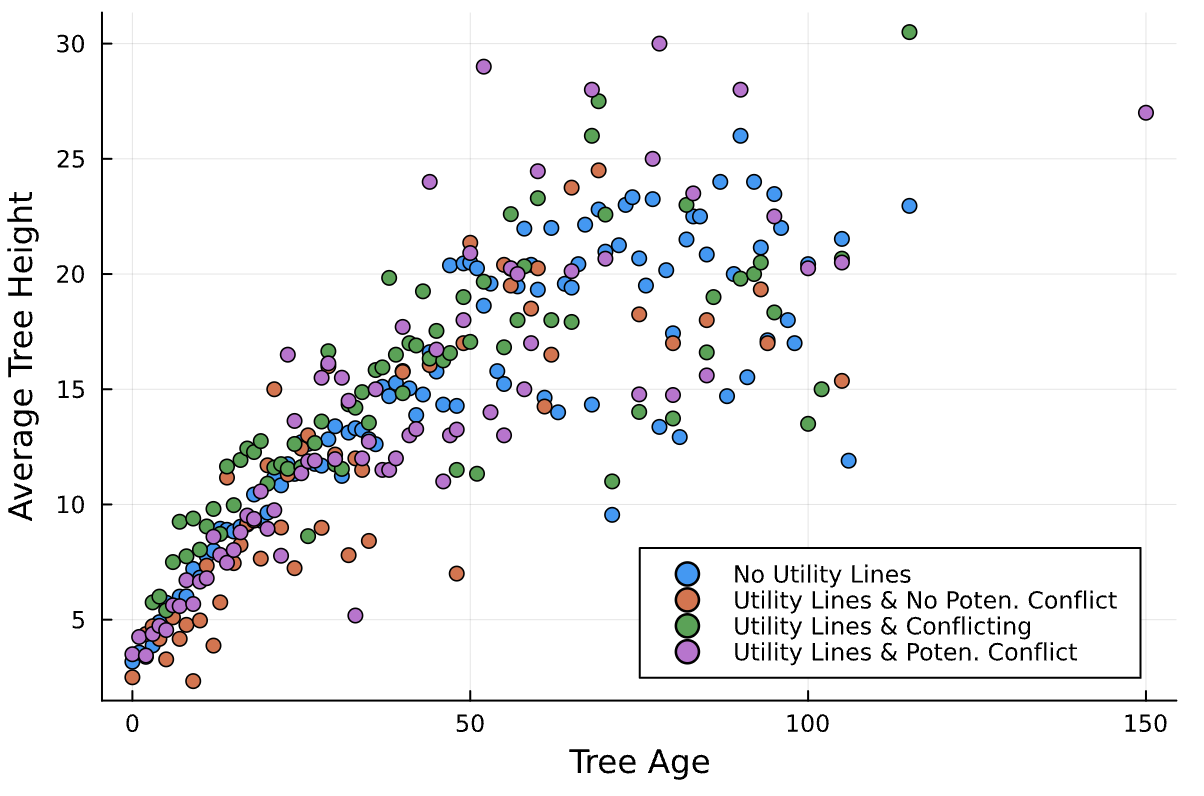 Average Tree Height
30
25
20
15
10
5
No Utility Lines
Utility Lines & No Poten. Conflict
Utility Lines & Conflicting
Utility Lines & Poten. Conflict
0
50
100
150
Tree Age